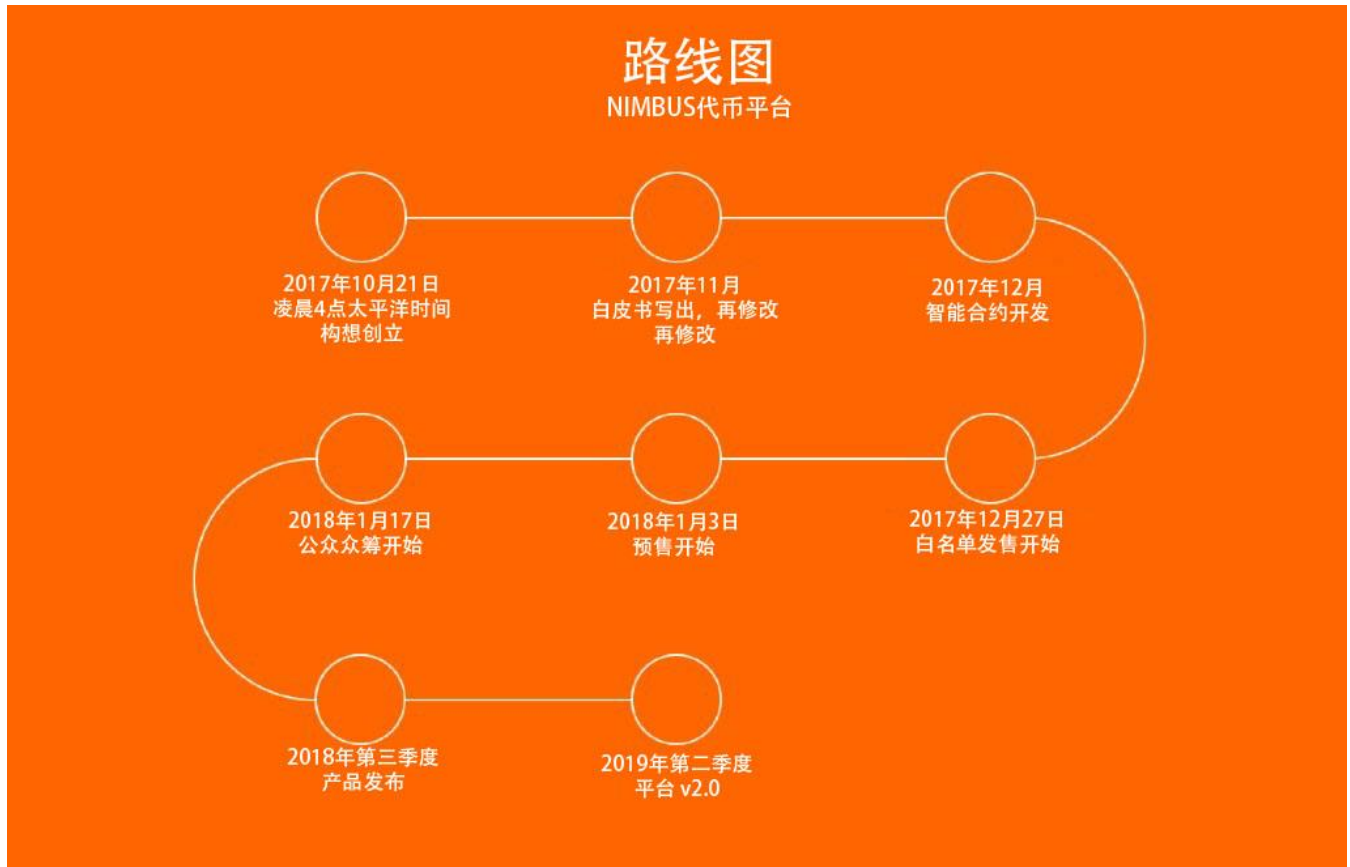 路线图
NIMBUS代币平台
2017年10月21日
凌晨4点太平洋时间
构想创立
2017年11月
白皮书写出，再修改
再修改
2017年12月
智能合约开发
2017年12月27日
白名单发售开始
2018年1月3日
预售开始
2018年1月17日
公众众筹开始
2018年第三季度
产品发布
2019年第二季度
平台 v2.0